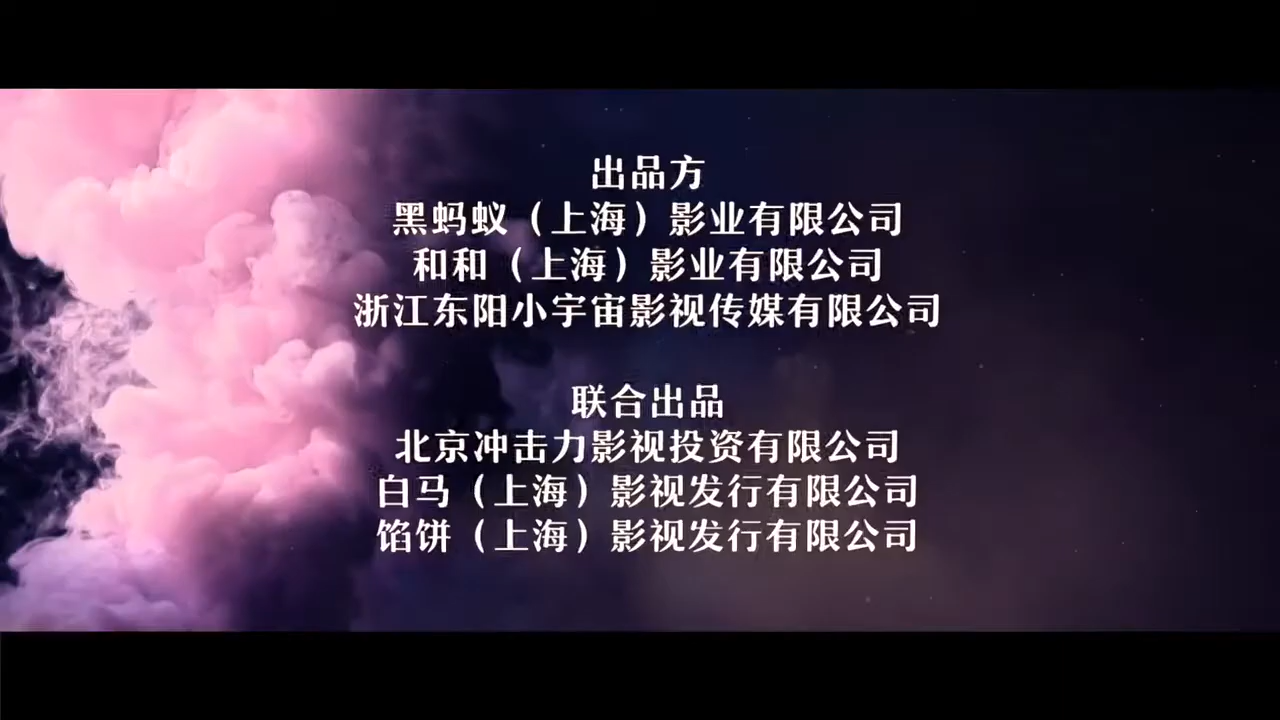 出品方
黑蚂蚁（上海）影业有限公司
和和（上海）影业有限公司
浙江东阳小宇宙影视传媒有限公司
联合出品
北京冲击力影视投资有限公司
白马（上海）影视发行有限公司
馅饼（上海）影视发行有限公司